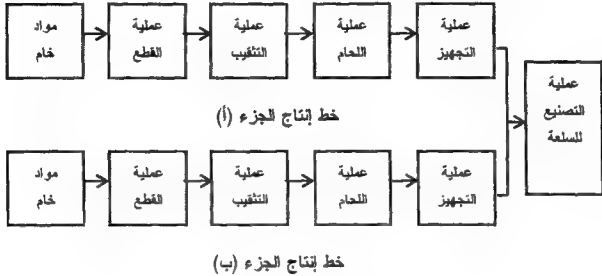 مواد
خام
عملية
القطع
عملية
التثقيب
عملية
اللحام
عملية
التجهيز
خط إنتاج الجزء (أ)
عملية
التصنيع
للسلعة
مواد
خام
عملية
القطع
عملية
التثقيب
عملية
اللحام
عملية
التجهيز
خط إنتاج الجزء (ب)